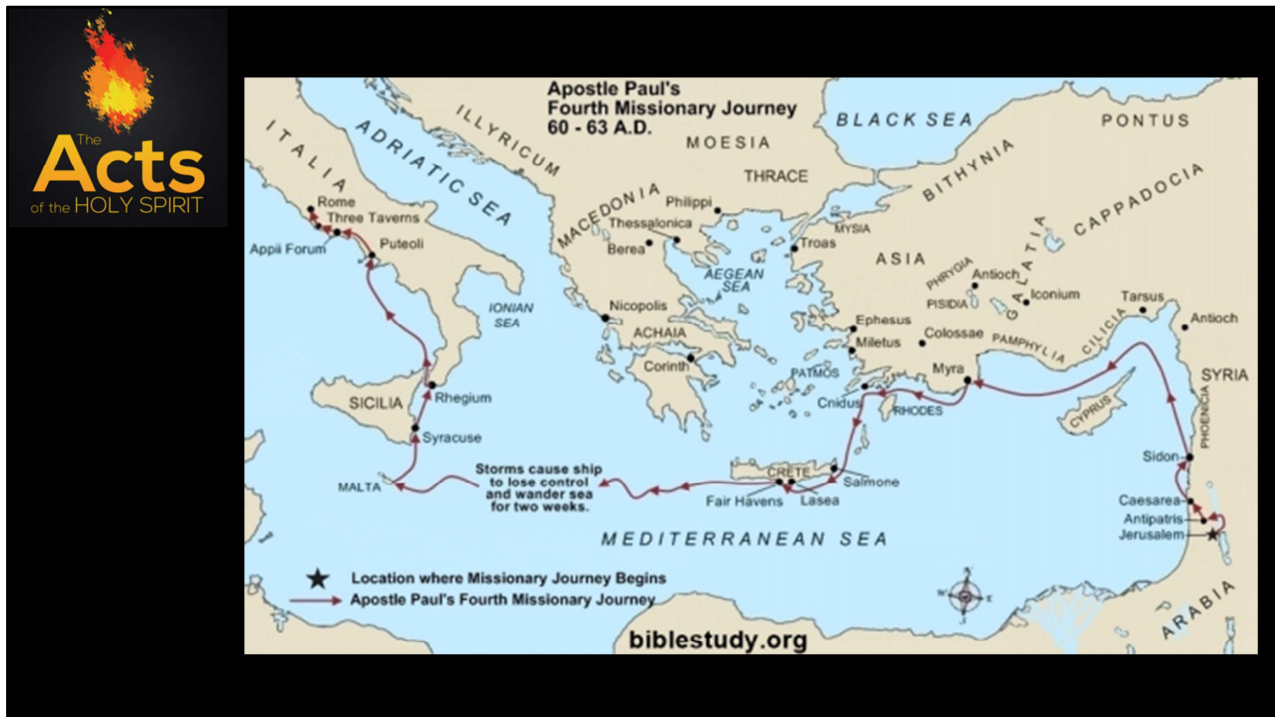 The
Acts
of the HOLY SPIRIT
Apostle Paul's
Fourth Missionary Journey
60 - 63 A.D.
BLACK SEA
PONTUS
ILLYRICUM
MOESIA
ITALIA
ADRIATIC SEA
THRACE
BITHYNIA
CAPPADOCIA
MACEDONIA
Philippi
Rome
Three Taverns
Thessalonica
MYSIA
Appii Forum
Puteoli
Berea
Troas
ASIA
GALATIA
AEGEAN
SEA
PHRYGIA
Antioch
IONIAN
SEA
Nicopolis
PISIDIA
Iconium
Tarsus
ACHAIA
Ephesus
Colossae
PAMPHYLIA
CILICIA
Antioch
Miletus
Corinth
PATMOS
Myra
SYRIA
SICILIA
Rhegium
Cnidus
RHODES
CYPRUS
PHOENICIA
Syracuse
Sidon
MALTA
Storms cause ship
to lose control
and wander sea
for two weeks.
CRETE
Salmone
Fair Havens
Lasea
Caesarea
Antipatris
Jerusalem
MEDITERRANEAN SEA
Location where Missionary Journey Begins
Apostle Paul's Fourth Missionary Journey
N
W
E
S
ARABIA
biblestudy.org